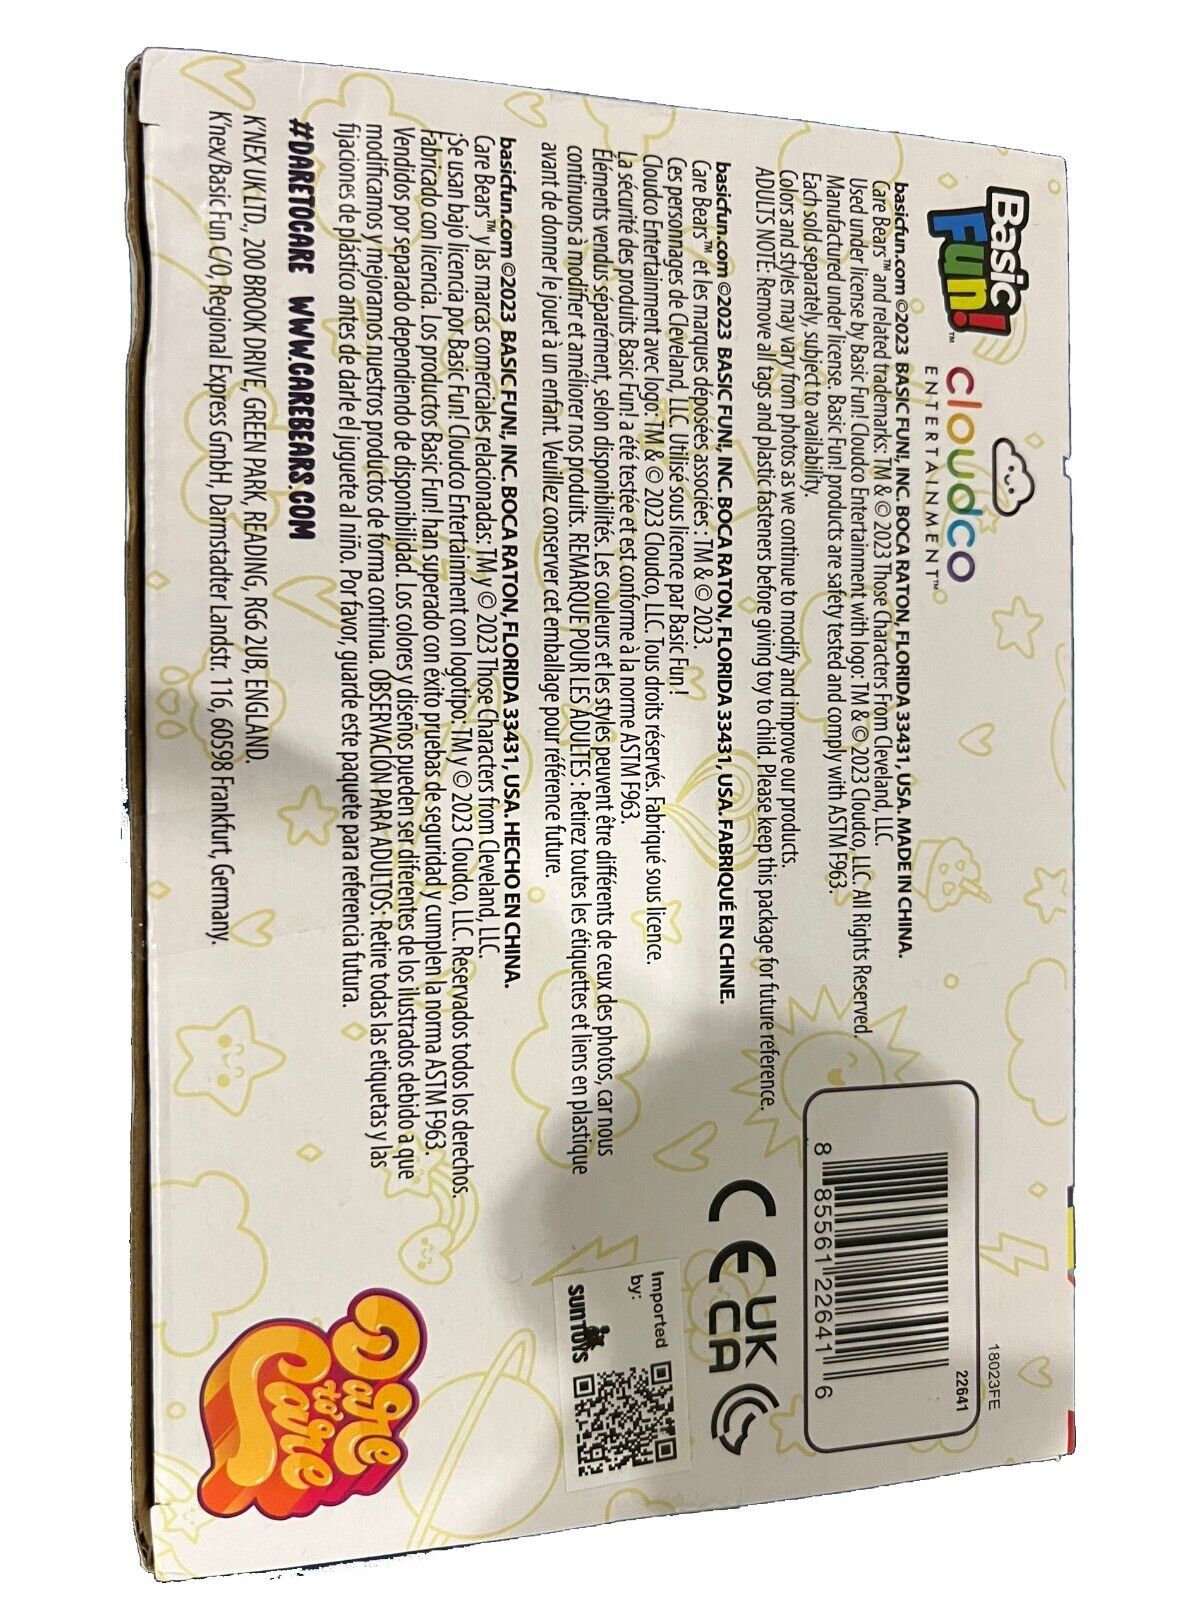 Basic Fun!™
cloudco
ENTERTAINMENT™
basicfun.com ©2023 BASIC FUN!, INC. BOCA RATON, FLORIDA 33431, USA. MADE IN CHINA.
Care Bears™ and related trademarks: TM & © 2023 Those Characters From Cleveland, LLC.
Used under license by Basic Fun! Cloudco Entertainment with logo: TM & © 2023 Cloudco, LLC. All Rights Reserved.
Manufactured under license. Basic Fun! products are safety tested and comply with ASTM F963.
Each sold separately, subject to availability.
Colors and styles may vary from photos as we continue to modify and improve our products.
ADULTS NOTE: Remove all tags and plastic fasteners before giving toy to child. Please keep this package for future reference.
basicfun.com ©2023 BASIC FUN!, INC. BOCA RATON, FLORIDA 33431, USA. FABRIQUÉ EN CHINE.
Care Bears™ et les marques déposées associées : TM & © 2023.
Ces personnages de Cleveland, LLC. Utilisé sous licence par Basic Fun !
Cloudco Entertainment avec logo : TM & © 2023 Cloudco, LLC. Tous droits réservés. Fabriqué sous licence.
La sécurité des produits Basic Fun! a été testée et est conforme à la norme ASTM F963.
Éléments vendus séparément, selon disponibilités. Les couleurs et les styles peuvent être différents de ceux des photos, car nous
continuons à modifier et améliorer nos produits. REMARQUE POUR LES ADULTES : Retirez toutes les étiquettes et liens en plastique
avant de donner le jouet à un enfant. Veuillez conserver cet emballage pour référence future.
basicfun.com ©2023 BASIC FUN!, INC. BOCA RATON, FLORIDA 33431, USA. HECHO EN CHINA.
Care Bears™ y las marcas comerciales relacionadas: TM y © 2023 Those Characters from Cleveland, LLC.
¡Se usan bajo licencia por Basic Fun! Cloudco Entertainment con logotipo: TM y © 2023 Cloudco, LLC. Reservados todos los derechos.
Fabricado con licencia. Los productos Basic Fun! han superado con éxito pruebas de seguridad y cumplen la norma ASTM F963.
Vendidos por separado dependiendo de disponibilidad. Los colores y diseños pueden ser diferentes de los ilustrados debido a que
modificamos y mejoramos nuestros productos de forma continua. OBSERVACIÓN PARA ADULTOS: Retire todas las etiquetas y las
fijaciones de plástico antes de darle el juguete al niño. Por favor, guarde este paquete para referencia futura.
#DARETOCARE WWW.CAREBEARS.COM
K'NEX UK LTD., 200 BROOK DRIVE, GREEN PARK, READING, RG6 2UB, ENGLAND.
K'nex/Basic Fun C/O, Regional Express GmbH, Darmstadter Landstr. 116, 60598 Frankfurt, Germany.
18023FE
22641
8 85561 22641 6
CE
UK
CA
Imported
by:
SUNTOYS
Dare
to
Care